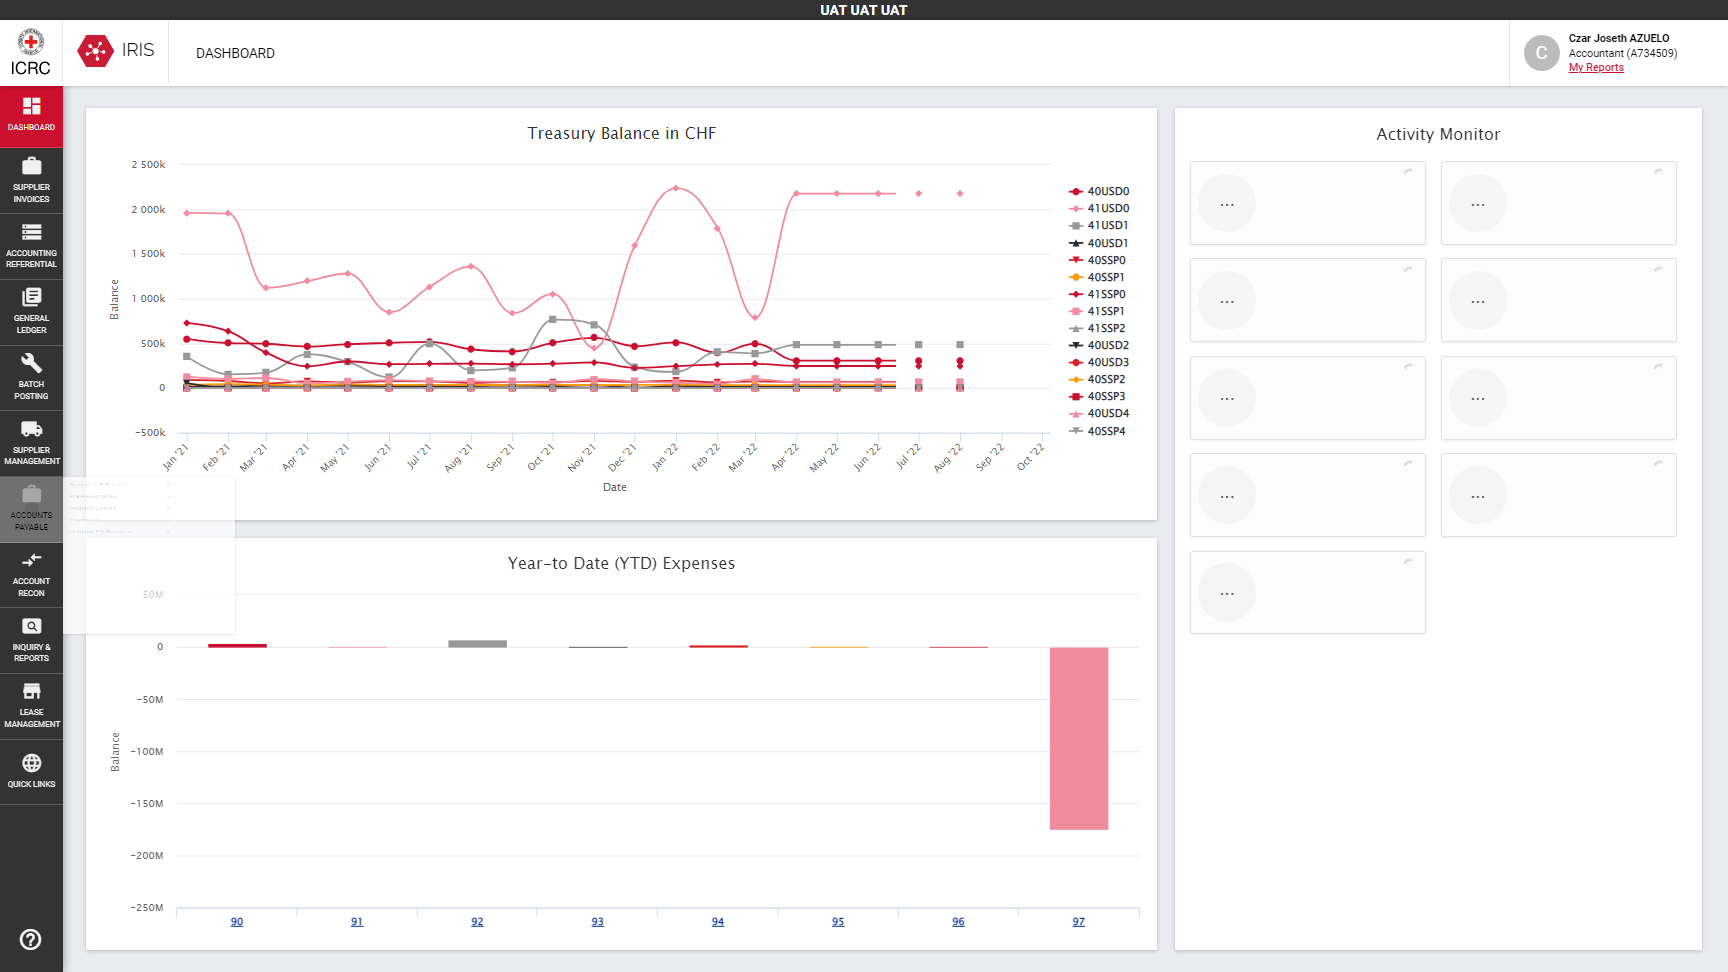 UAT UAT UAT
ICRC
IRIS
DASHBOARD
Czar Joseth AZUELO
Accountant (A734509)
My Reports
C
DASHBOARD
SUPPLIER
INVOICES
ACCOUNTING
REFERENTIAL
GENERAL
LEDGER
BATCH
POSTING
SUPPLIER
MANAGEMENT
ACCOUNTS
PAYABLE
ACCOUNT
RECON
INQUIRY &
REPORTS
LEASE
MANAGEMENT
QUICK LINKS
Treasury Balance in CHF
Balance
2 500k
2 000k
1 500k
1 000k
500k
0
-500k
Jan '21
Feb '21
Mar '21
Apr '21
May '21
Jun '21
Jul '21
Aug '21
Sep '21
Oct '21
Nov '21
Dec '21
Jan '22
Feb '22
Mar '22
Apr '22
May '22
Jun '22
Jul '22
Aug '22
Sep '22
Oct '22
Date
40USD0
41USD0
41USD1
40USD1
40SSP0
40SSP1
41SSP0
41SSP1
41SSP2
40USD2
40USD3
40SSP2
40SSP3
40USD4
40SSP4
Year-to Date (YTD) Expenses
Balance
50M
0
-50M
-100M
-150M
-200M
-250M
90
91
92
93
94
95
96
97
Activity Monitor
...
...
...
...
...
...
...
...
...